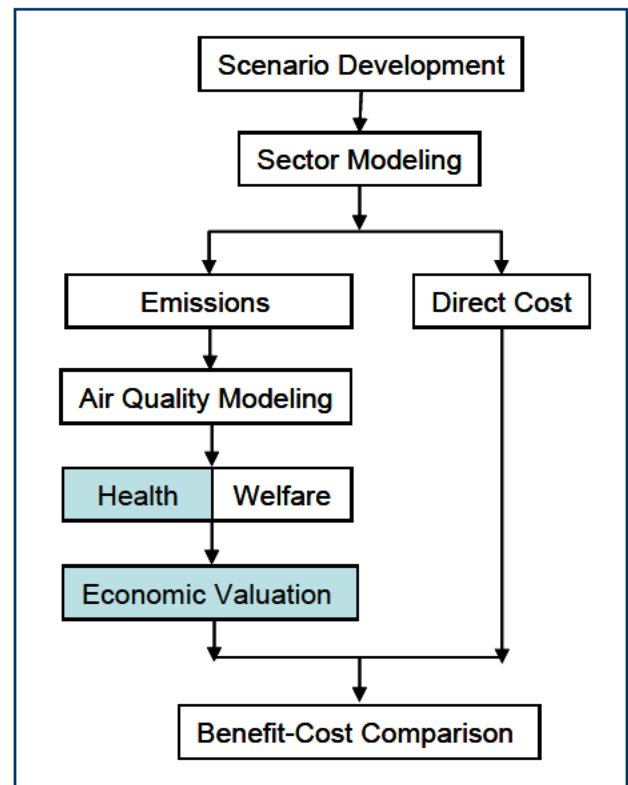 Scenario Development
Sector Modeling
Emissions
Direct Cost
Air Quality Modeling
Health
Welfare
Economic Valuation
Benefit-Cost Comparison